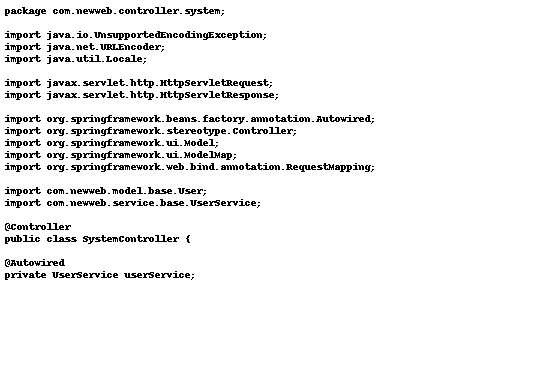 package com.newweb.controller.system;
import java.io.UnsupportedEncodingException;
import java.net.URLEncoder;
import java.util.Locale;
import javax.servlet.http.HttpServletRequest;
import javax.servlet.http.HttpServletResponse;
import org.springframework.beans.factory.annotation.Autowired;
import org.springframework.stereotype.Controller;
import org.springframework.ui.Model;
import org.springframework.ui.ModelMap;
import org.springframework.web.bind.annotation.RequestMapping;
import com.newweb.model.base.User;
import com.newweb.service.base.UserService;
@Controller
public class SystemController {
@Autowired
private UserService userService;